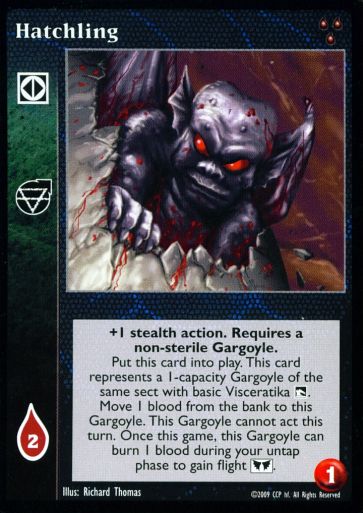 Hatchling
+1 stealth action. Requires a
non-sterile Gargoyle.
Put this card into play. This card
represents a 1-capacity Gargoyle of the
same sect with basic Visceratika .
Move 1 blood from the bank to this
Gargoyle. This Gargoyle cannot act this
turn. Once this game, this Gargoyle can
burn 1 blood during your untap
phase to gain flight .
2
1
Illus: Richard Thomas
©2009 CCP hf. All Rights Reserved